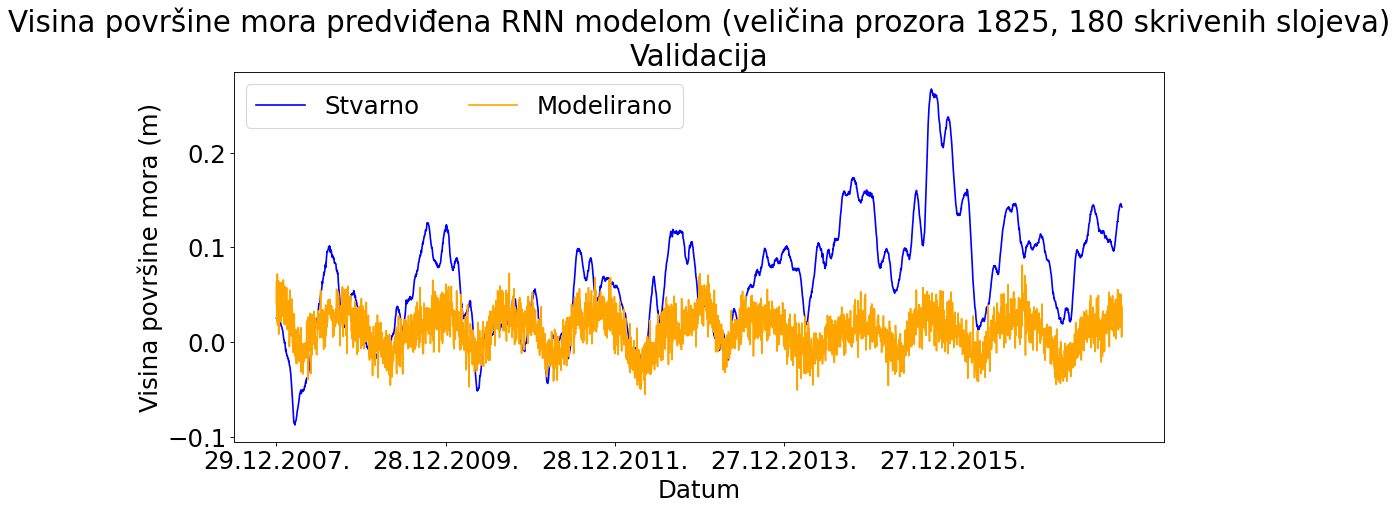 Visina površine mora predviđena RNN modelom (veličina prozora 1825, 180 skrivenih slojeva)
Validacija
Stvarno
Modelirano
Visina površine mora (m)
0.2
0.1
0.0
−0.1
29.12.2007.
28.12.2009.
28.12.2011.
27.12.2013.
27.12.2015.
Datum